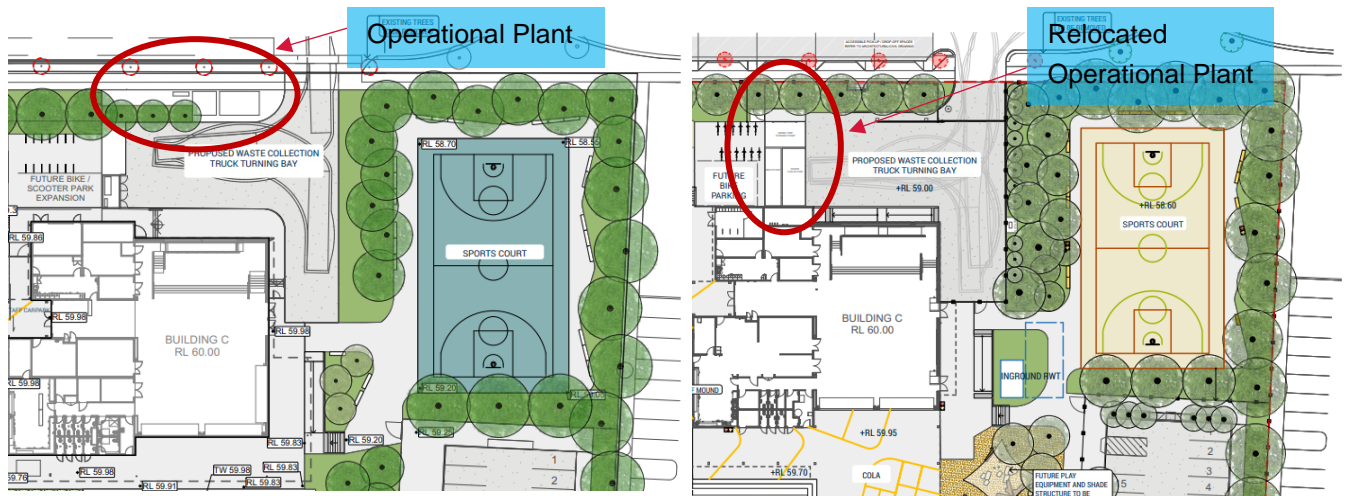 EXISTING TREES
Operational Plant
PROPOSED WASTE COLLECTION
TRUCK TURNING BAY
FUTURE BIKE /
SCOOTER PARK
EXPANSION
RL 58.70
RL 58.55
RL 59.86
SPORTS COURT
RL 59.98
RL 59.98
BUILDING C
RL 60.00
RL 59.98
RL 59.20
RL 59.25
RL 59.20
RL 59.83
RL 59.98
TW 59.98
RL 59.83
RL 59.91
RL 59.83
59.76
1
2
EXISTING TREES
Relocated
Operational Plant
PROPOSED WASTE COLLECTION
TRUCK TURNING BAY
+RL 59.00
FUTURE
BIKE
PARKING
+RL 58.60
SPORTS COURT
BUILDING C
RL 60.00
INGROUND RWT
MOUND
+RL 59.95
+RL 59.70
COLA
FUTURE PLAY
EQUIPMENT AND SHADE
STRUCTURE TO BE
2
3
4
5